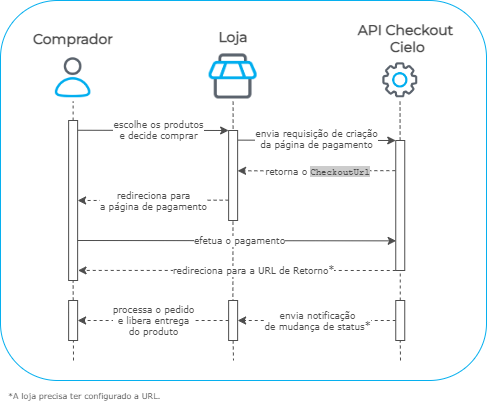 Comprador
Loja
API Checkout
Cielo
escolhe os produtos
e decide comprar
envia requisição de criação
da página de pagamento
retorna o CheckoutUrl
redireciona para
a página de pagamento
efetua o pagamento
redireciona para a URL de Retorno*
processa o pedido
e libera entrega
do produto
envia notificação
de mudança de status*
*A loja precisa ter configurado a URL.